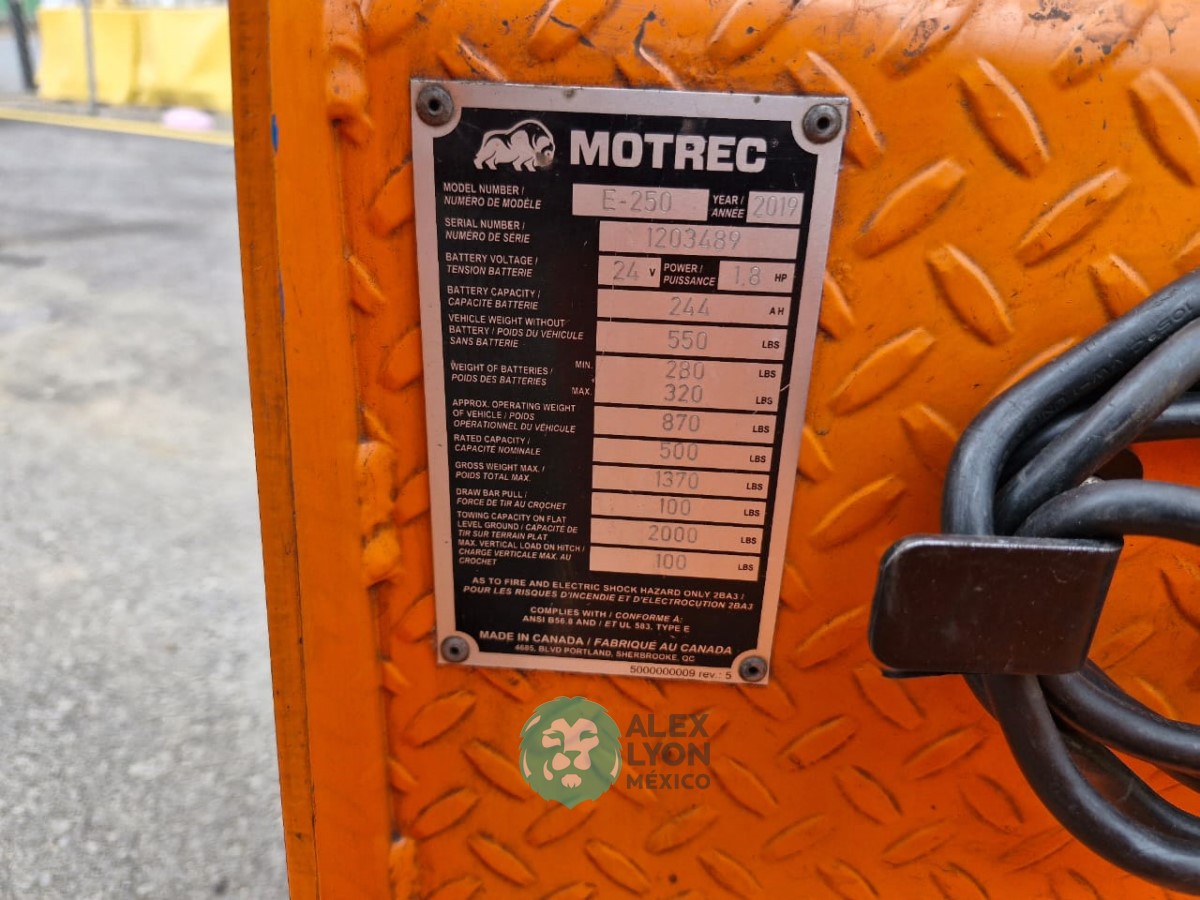 MOTREC
MODEL NUMBER / E-250 YEAR / 2019
NUMÉRO DE MODÈLE ANNÉE
SERIAL NUMBER / 1203489
NUMÉRO DE SÉRIE
BATTERY VOLTAGE / 24 V POWER / 1,8 HP
TENSION BATTERIE PUISSANCE
BATTERY CAPACITY / 244 AH
CAPACITÉ BATTERIE
VEHICLE WEIGHT WITHOUT
BATTERY / POIDS DU VÉHICULE 550 LBS
SANS BATTERIE
WEIGHT OF BATTERIES / MIN. 280 LBS
POIDS DES BATTERIES MAX. 320 LBS
APPROX. OPERATING WEIGHT
OF VEHICLE / POIDS 870 LBS
OPÉRATIONNEL DU VÉHICULE
RATED CAPACITY / 500 LBS
CAPACITÉ NOMINALE
GROSS WEIGHT MAX. / 1370 LBS
POIDS TOTAL MAX.
DRAW BAR PULL / 100 LBS
FORCE DE TIR AU CROCHET
TOWING CAPACITY ON FLAT
LEVEL GROUND / CAPACITÉ DE 2000 LBS
TIR SUR TERRAIN PLAT
MAX. VERTICAL LOAD ON HITCH / 100 LBS
CHARGE VERTICALE MAX. AU
CROCHET
AS TO FIRE AND ELECTRIC SHOCK HAZARD ONLY 2BA3 /
POUR LES RISQUES D'INCENDIE ET D'ÉLECTROCUTION 2BA3
COMPLIES WITH / CONFORME À:
ANSI B56.8 AND / ET UL 583, TYPE E
MADE IN CANADA / FABRIQUÉ AU CANADA
4685, BLVD PORTLAND, SHERBROOKE, QC
5000000009 rev.: 5
ALEX
LYON
MÉXICO